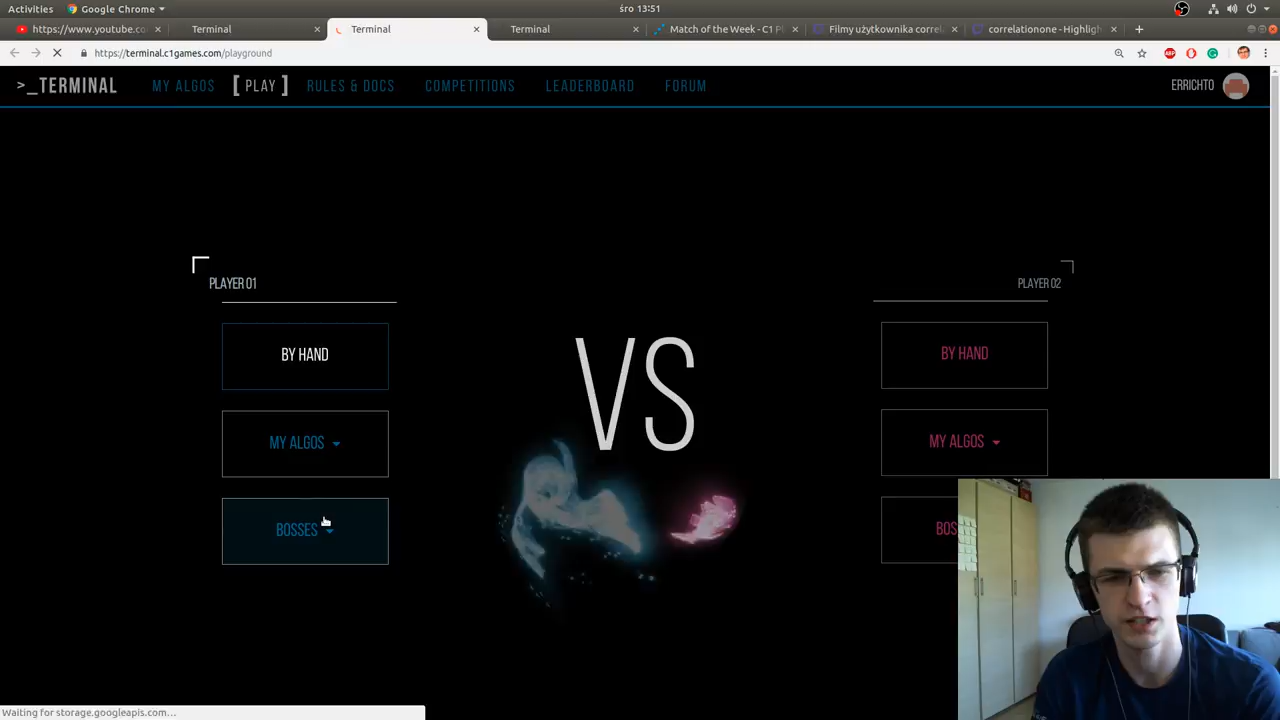 Activities
Google Chrome
śro 13:51
https://www.youtube.co
Terminal
Terminal
Terminal
Match of the Week - C1 Pl
Filmy użytkownika correla
correlationone - Highligh
https://terminal.c1games.com/playground
>_TERMINAL
MY ALGOS
[ PLAY ]
RULES & DOCS
COMPETITIONS
LEADERBOARD
FORUM
ERRICHTO
PLAYER 01
PLAYER 02
VS
BY HAND
BY HAND
MY ALGOS
MY ALGOS
BOSSES
BOS
Waiting for storage.googleapis.com…